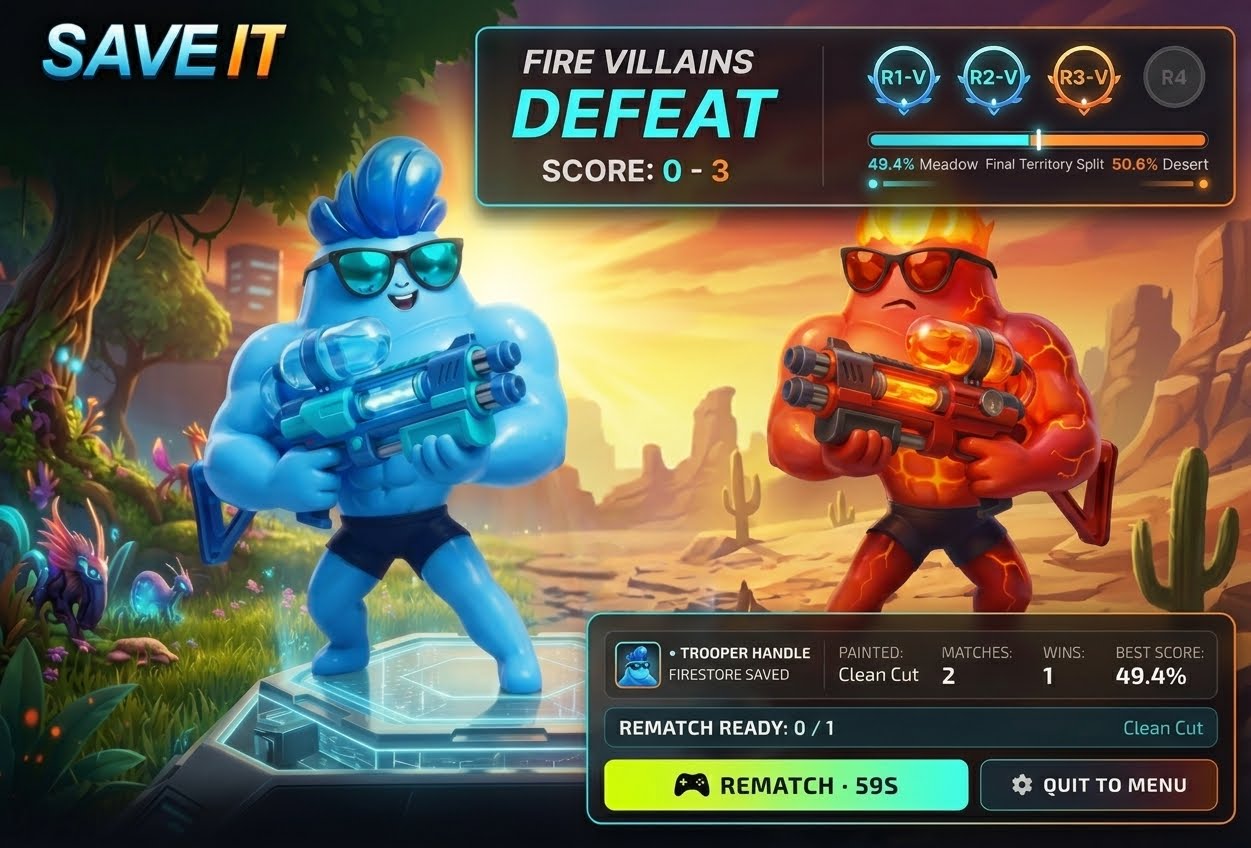 SAVE IT
FIRE VILLAINS
DEFEAT
SCORE: 0 - 3
R1-V R2-V R3-V R4
49.4% Meadow Final Territory Split 50.6% Desert
• TROOPER HANDLE
FIRESTORE SAVED
PAINTED:
Clean Cut
MATCHES:
2
WINS:
1
BEST SCORE:
49.4%
REMATCH READY: 0 / 1
Clean Cut
REMATCH · 59S
QUIT TO MENU